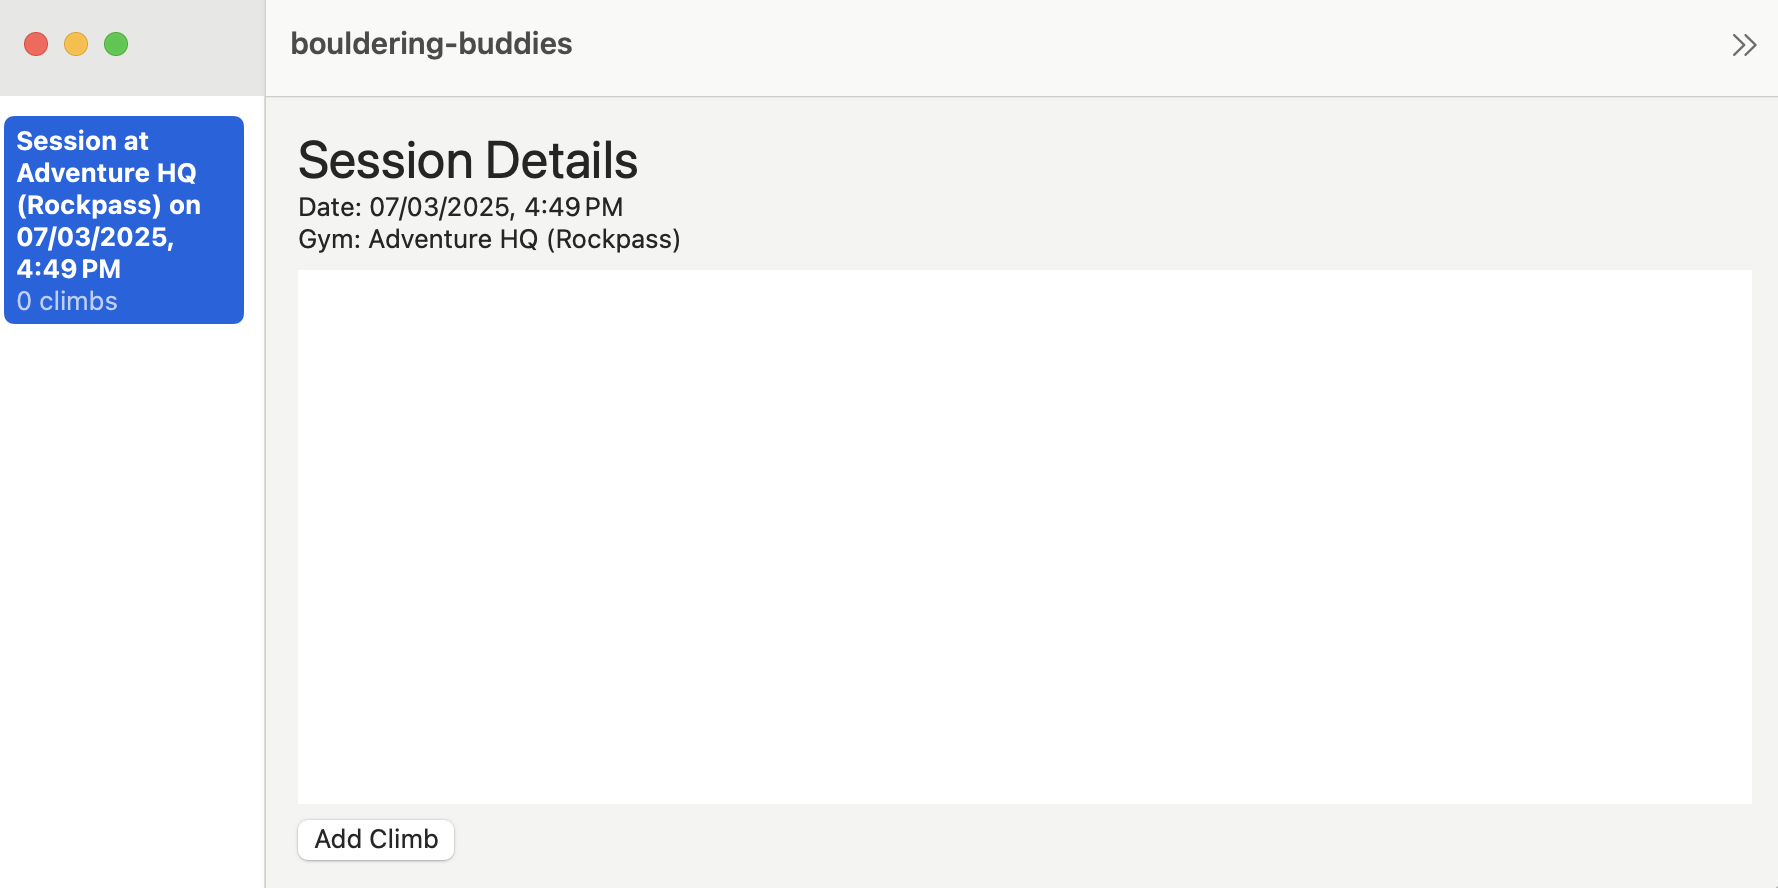 bouldering-buddies
Session at
Adventure HQ
(Rockpass) on
07/03/2025,
4:49 PM
0 climbs
Session Details
Date: 07/03/2025, 4:49 PM
Gym: Adventure HQ (Rockpass)
Add Climb